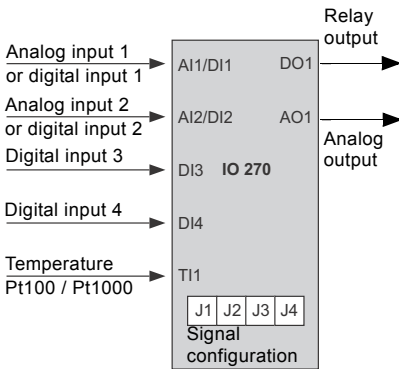 Relay
output
Analog input 1
or digital input 1
AI1/DI1
DO1
Analog input 2
or digital input 2
AI2/DI2
AO1
Analog
output
Digital input 3
DI3
IO 270
Digital input 4
DI4
Temperature
Pt100 / Pt1000
TI1
J1 J2 J3 J4
Signal
configuration